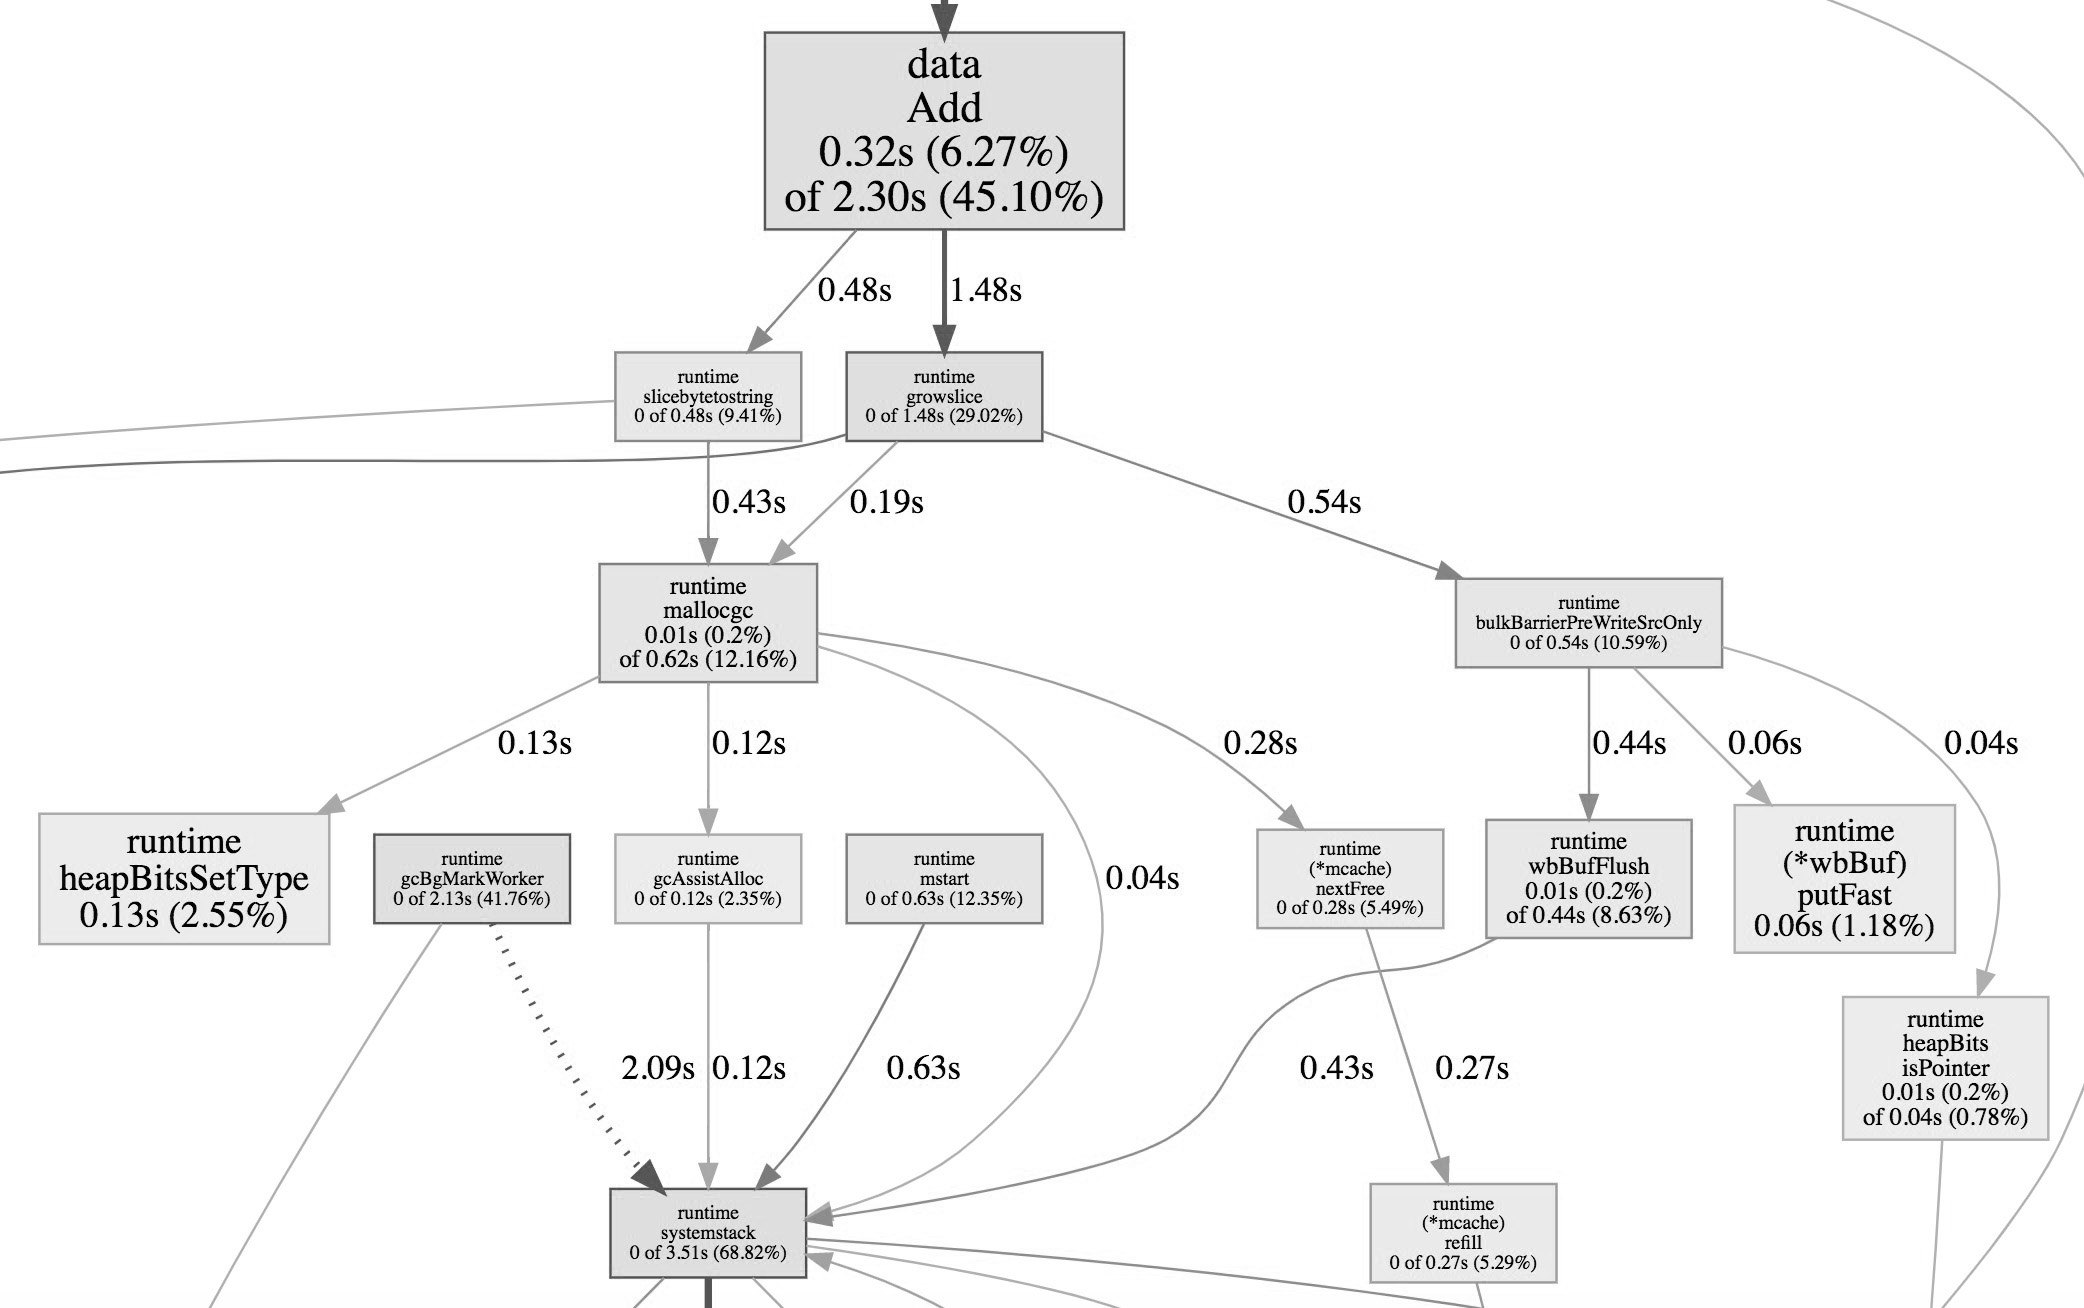 data
Add
0.32s (6.27%)
of 2.30s (45.10%)
0.48s
1.48s
runtime
slicebytetostring
0 of 0.48s (9.41%)
runtime
growslice
0 of 1.48s (29.02%)
0.43s
0.19s
0.54s
runtime
mallocgc
0.01s (0.2%)
of 0.62s (12.16%)
runtime
bulkBarrierPreWriteSrcOnly
0 of 0.54s (10.59%)
0.13s
0.12s
0.28s
0.44s
0.06s
0.04s
runtime
heapBitsSetType
0.13s (2.55%)
runtime
gcBgMarkWorker
0 of 2.13s (41.76%)
runtime
gcAssistAlloc
0 of 0.12s (2.35%)
runtime
mstart
0 of 0.63s (12.35%)
0.04s
runtime
(*mcache)
nextFree
0 of 0.28s (5.49%)
runtime
wbBufFlush
0.01s (0.2%)
of 0.44s (8.63%)
runtime
(*wbBuf)
putFast
0.06s (1.18%)
runtime
heapBits
isPointer
0.01s (0.2%)
of 0.04s (0.78%)
2.09s
0.12s
0.63s
0.43s
0.27s
runtime
systemstack
0 of 3.51s (68.82%)
runtime
(*mcache)
refill
0 of 0.27s (5.29%)